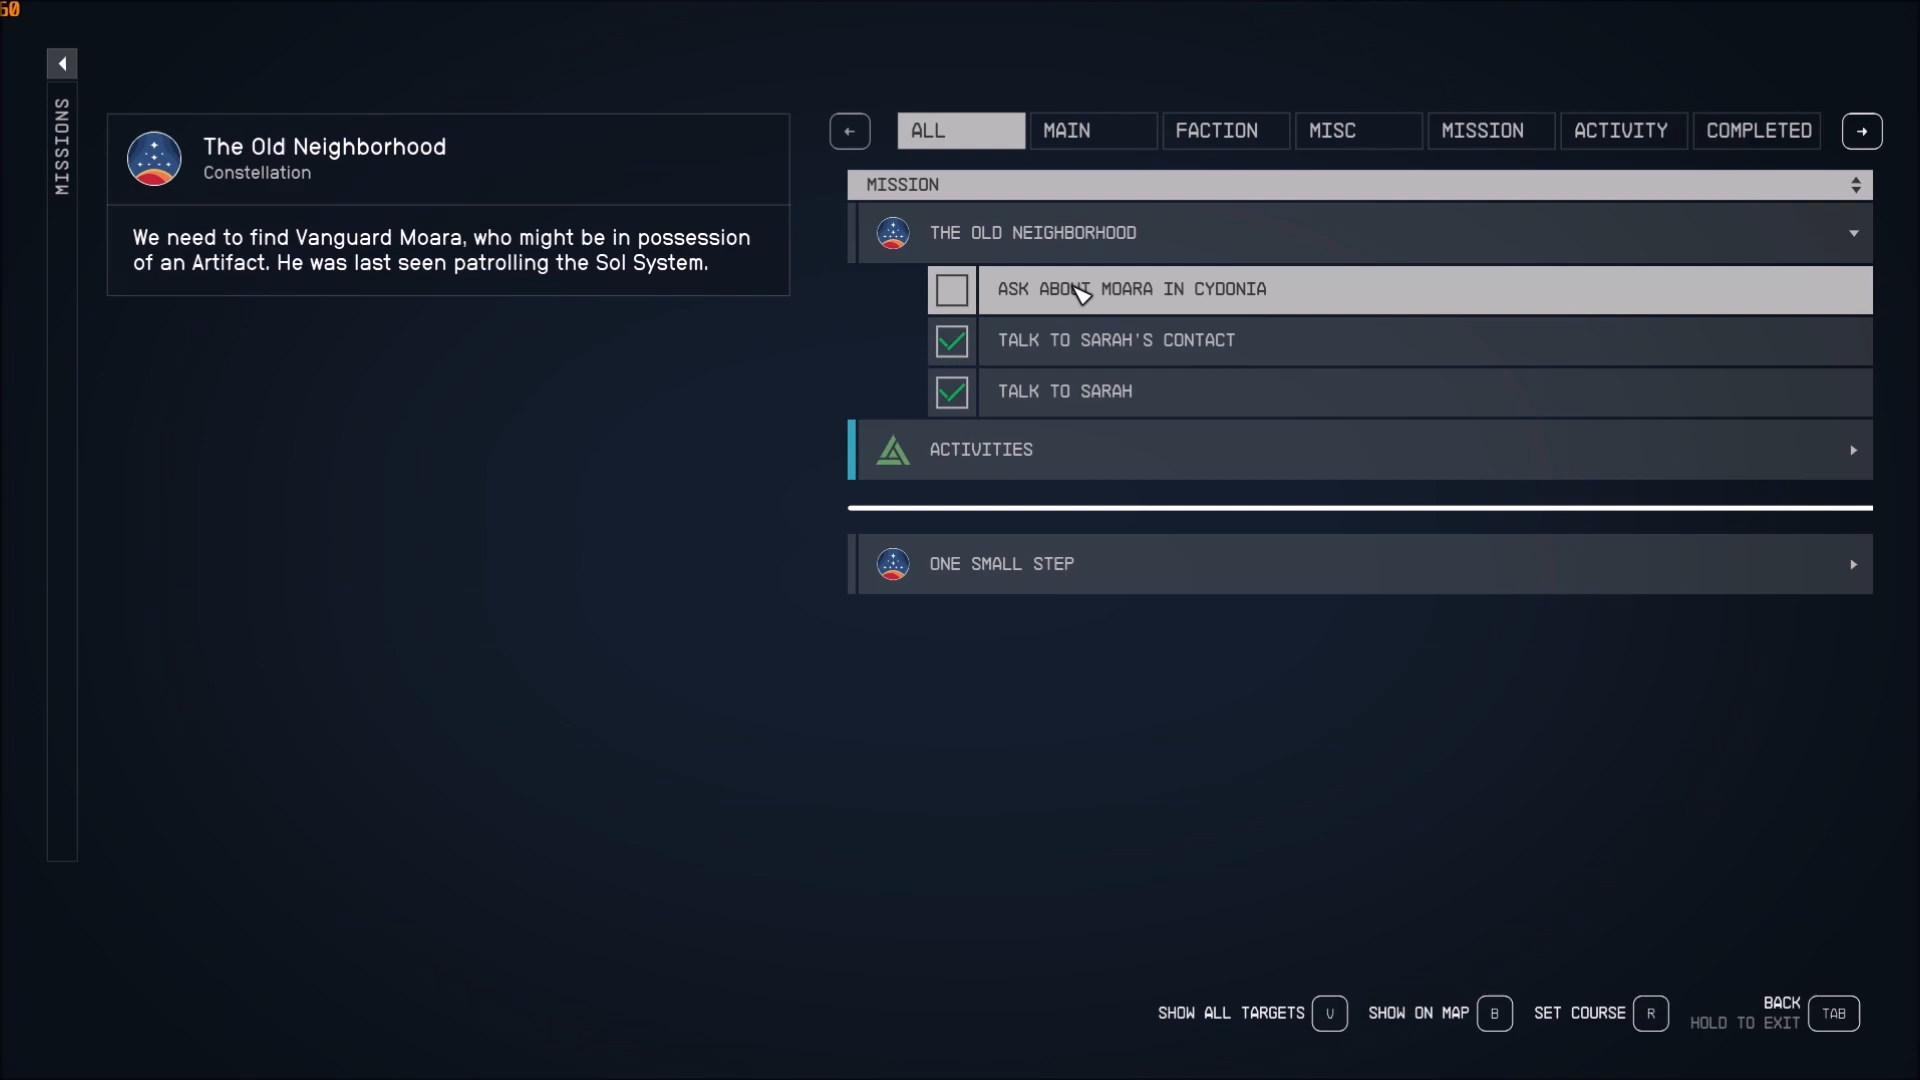 60
MISSIONS
The Old Neighborhood
Constellation
We need to find Vanguard Moara, who might be in possession
of an Artifact. He was last seen patrolling the Sol System.
ALL
MAIN
FACTION
MISC
MISSION
ACTIVITY
COMPLETED
MISSION
THE OLD NEIGHBORHOOD
ASK ABOUT MOARA IN CYDONIA
TALK TO SARAH'S CONTACT
TALK TO SARAH
ACTIVITIES
ONE SMALL STEP
SHOW ALL TARGETS V
SHOW ON MAP B
SET COURSE R
BACK
HOLD TO EXIT
TAB